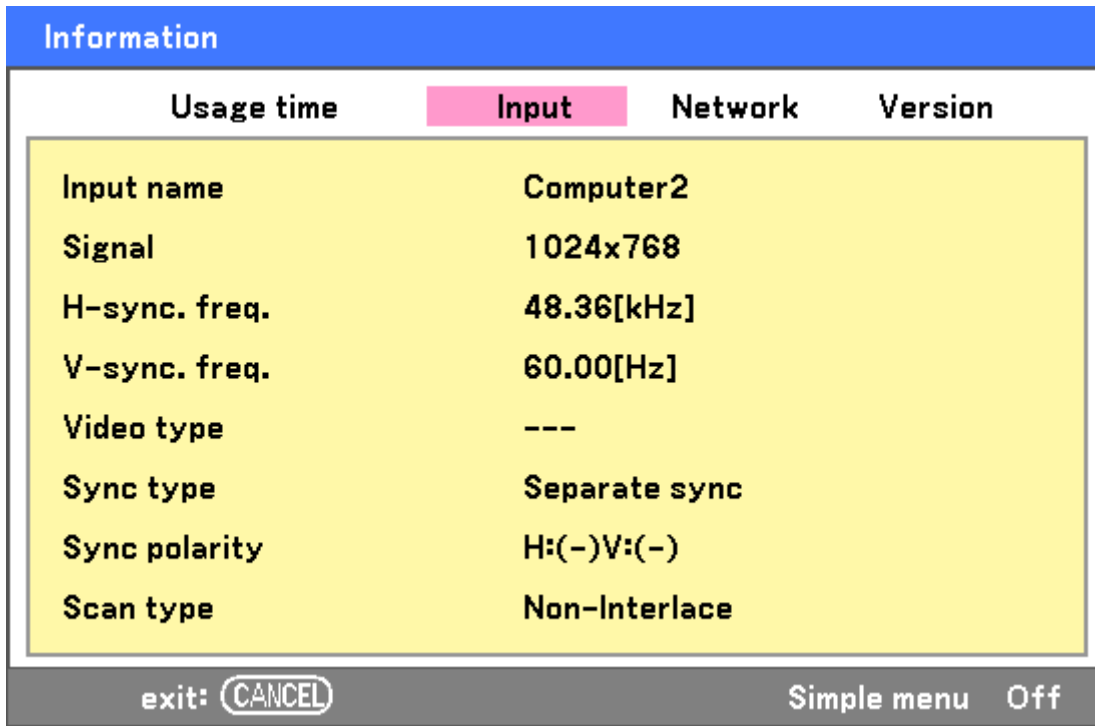 Information
Usage time Input Network Version
Input name Computer2
Signal 1024x768
H-sync. freq. 48.36[kHz]
V-sync. freq. 60.00[Hz]
Video type ---
Sync type Separate sync
Sync polarity H:(-)V:(-)
Scan type Non-Interlace
exit: CANCEL Simple menu Off